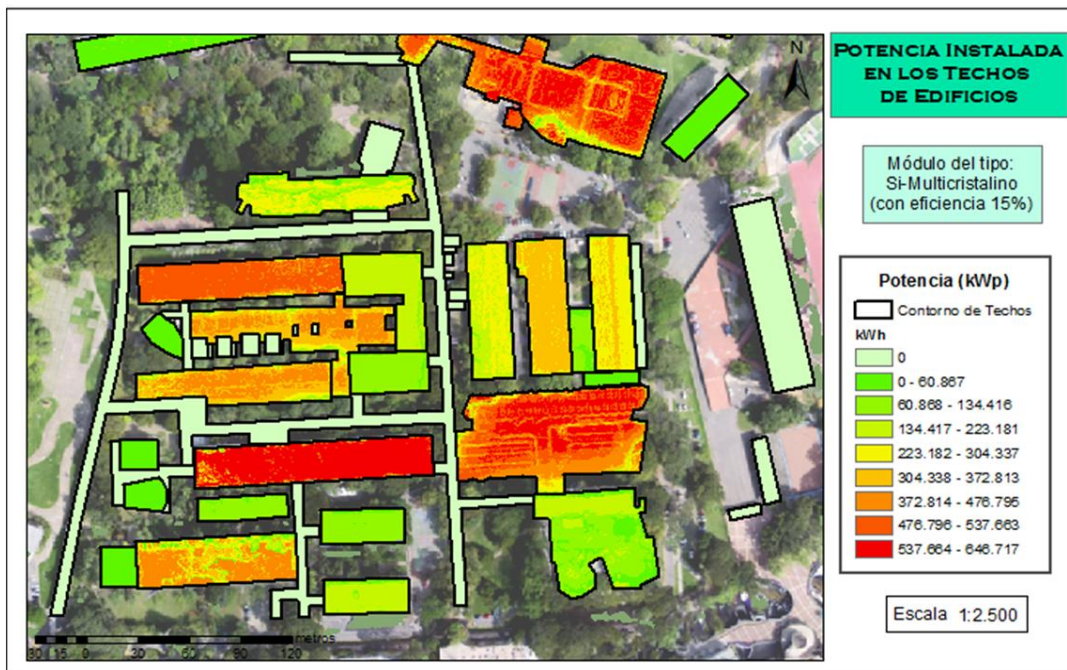 N
POTENCIA INSTALADA
EN LOS TECHOS
DE EDIFICIOS
Módulo del tipo:
Si-Multicristalino
(con eficiencia 15%)
Potencia (kWp)
Contorno de Techos
kWh
0
0 - 60.867
60.868 - 134.416
134.417 - 223.181
223.182 - 304.337
304.338 - 372.813
372.814 - 476.795
476.796 - 537.663
537.664 - 646.717
Escala 1:2.500
metros
30 15 0 30 60 90 120